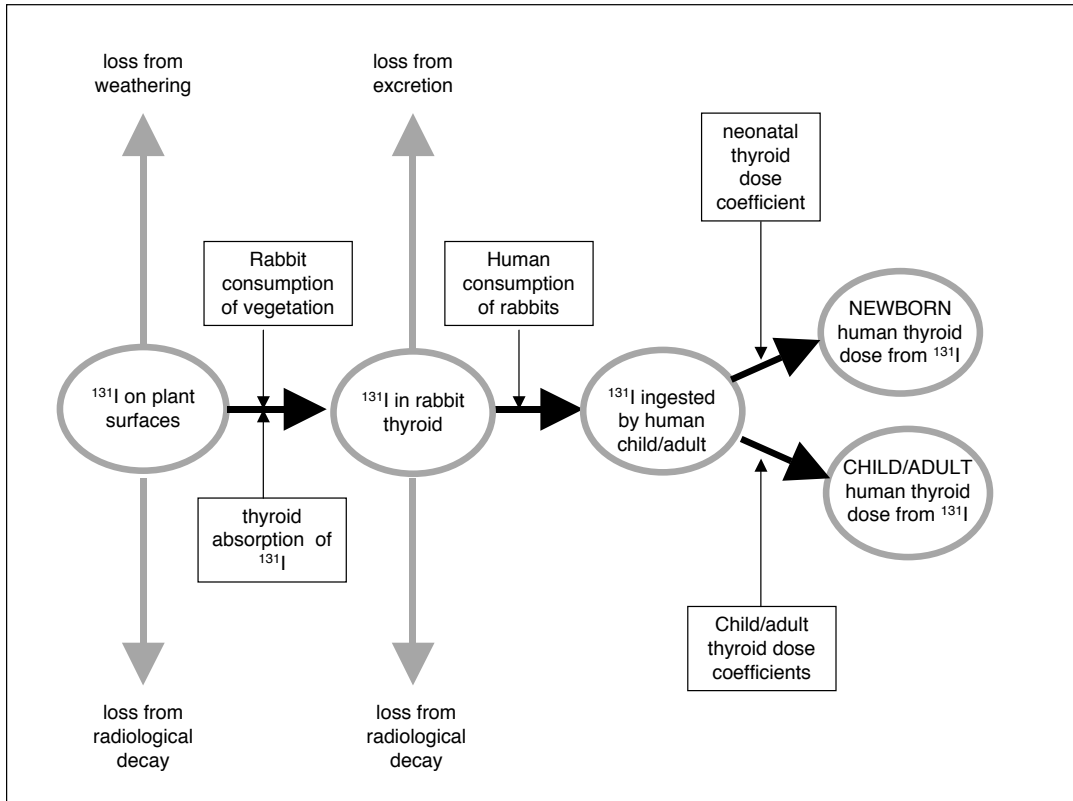 loss from
weathering
loss from
excretion
neonatal
thyroid
dose
coefficient
Rabbit
consumption
of vegetation
Human
consumption
of rabbits
NEWBORN
human thyroid
dose from ¹³¹I
¹³¹I on plant
surfaces
¹³¹I in rabbit
thyroid
¹³¹I ingested
by human
child/adult
CHILD/ADULT
human thyroid
dose from ¹³¹I
thyroid
absorption of
¹³¹I
Child/adult
thyroid dose
coefficients
loss from
radiological
decay
loss from
radiological
decay